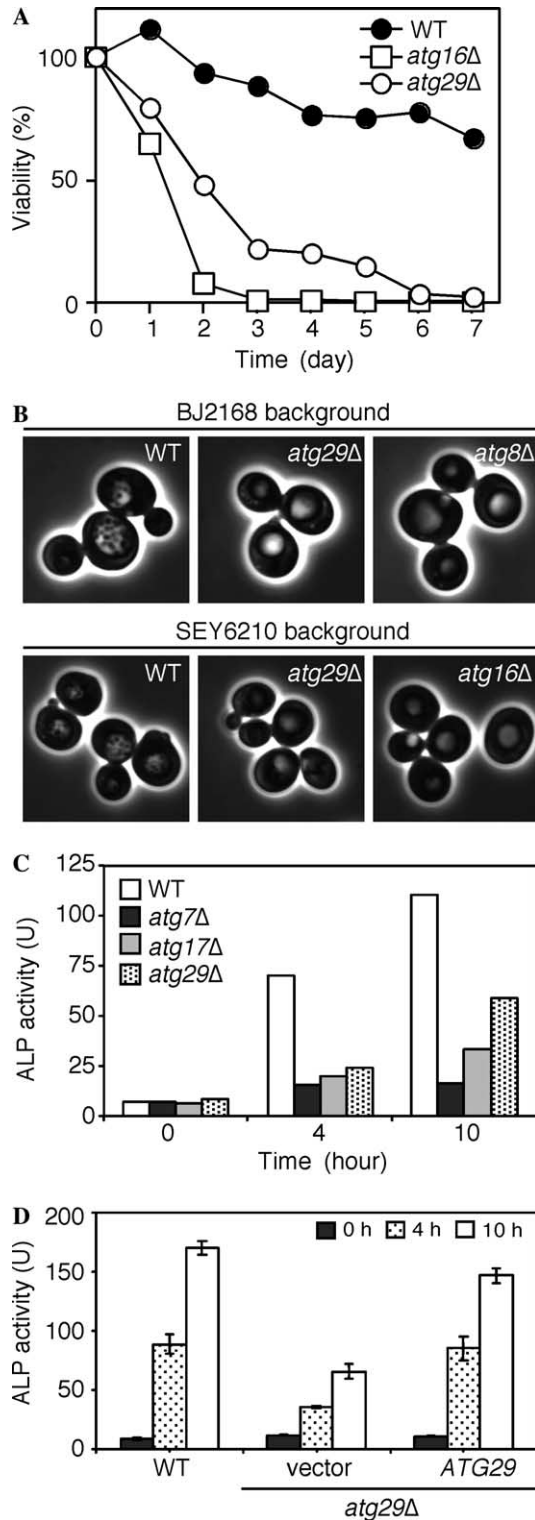 A
WT
atg16Δ
atg29Δ
Viability (%)
100
50
0
0 1 2 3 4 5 6 7
Time (day)
B
BJ2168 background
WT
atg29Δ
atg8Δ
SEY6210 background
WT
atg29Δ
atg16Δ
C
ALP activity (U)
125
100
75
50
25
0
WT
atg7Δ
atg17Δ
atg29Δ
0 4 10
Time (hour)
D
ALP activity (U)
200
150
100
50
0
0 h 4 h 10 h
WT vector ATG29
atg29Δ